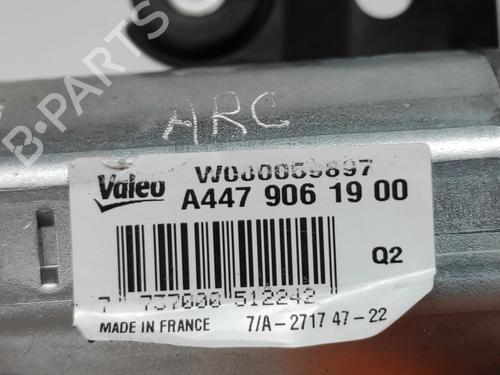 ARC
Valeo
W000059897
A447 906 19 00
Q2
7 737000 512242
MADE IN FRANCE 7/A-2717 47-22
B-PARTS